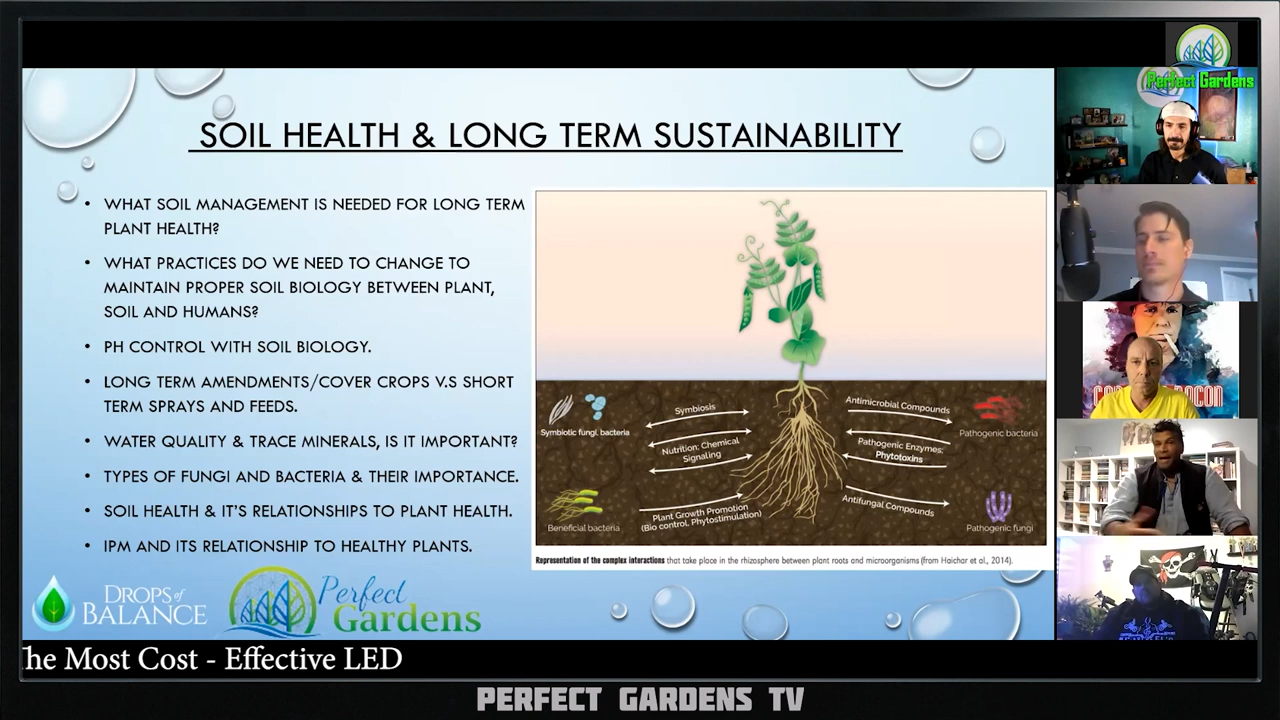 Perfect Gardens
SOIL HEALTH & LONG TERM SUSTAINABILITY
• WHAT SOIL MANAGEMENT IS NEEDED FOR LONG TERM
PLANT HEALTH?
• WHAT PRACTICES DO WE NEED TO CHANGE TO
MAINTAIN PROPER SOIL BIOLOGY BETWEEN PLANT,
SOIL AND HUMANS?
• PH CONTROL WITH SOIL BIOLOGY.
• LONG TERM AMENDMENTS/COVER CROPS V.S SHORT
TERM SPRAYS AND FEEDS.
• WATER QUALITY & TRACE MINERALS, IS IT IMPORTANT?
• TYPES OF FUNGI AND BACTERIA & THEIR IMPORTANCE.
• SOIL HEALTH & IT'S RELATIONSHIPS TO PLANT HEALTH.
• IPM AND ITS RELATIONSHIP TO HEALTHY PLANTS.
Symbiotic fungi, bacteria
Symbiosis
Nutrition: Chemical
Signaling
Beneficial bacteria
Plant Growth Promotion
(Bio control, Phytostimulation)
Antimicrobial Compounds
Pathogenic bacteria
Pathogenic Enzymes:
Phytotoxins
Antifungal Compounds
Pathogenic fungi
Representation of the complex interactions that take place in the rhizosphere between plant roots and microorganisms (from Haichar et al., 2014).
DROPS of
BALANCE
Perfect
Gardens
he Most Cost - Effective LED
PERFECT GARDENS TV